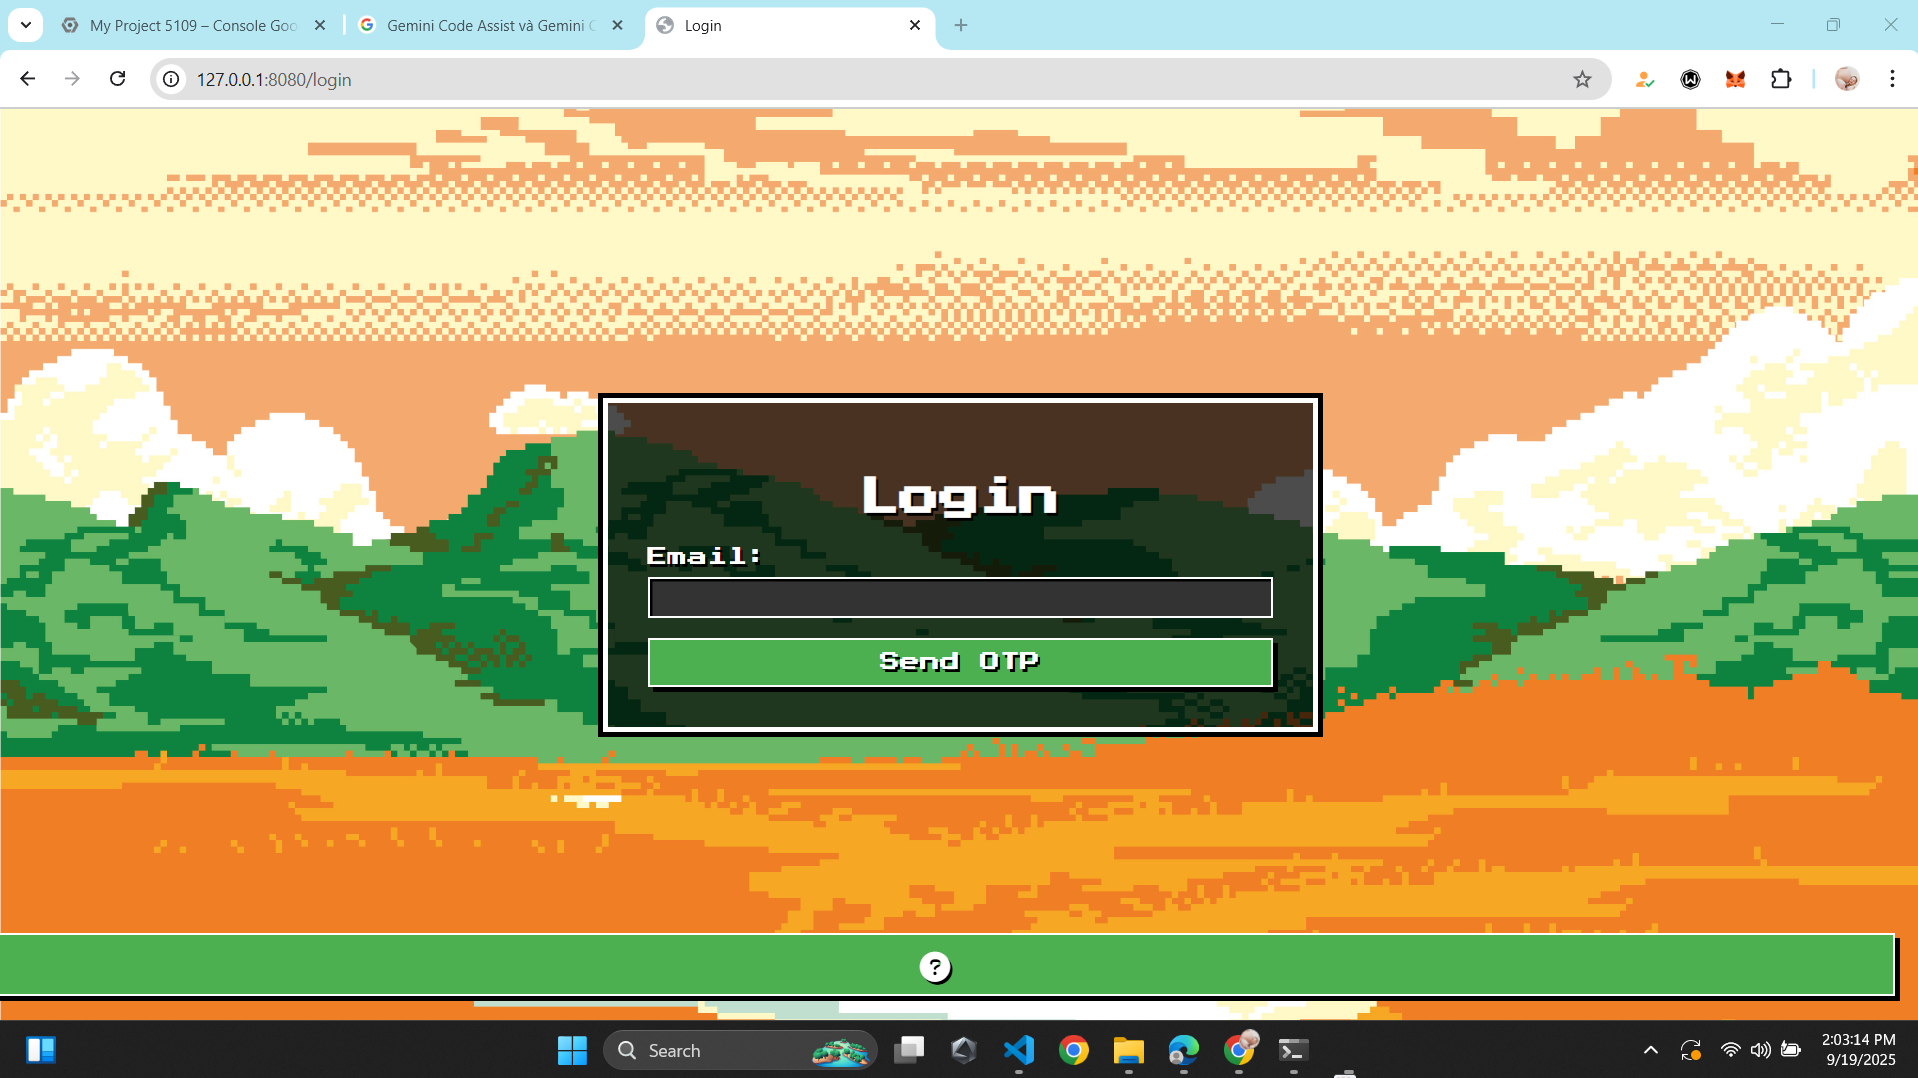 My Project 5109 – Console Goo
Gemini Code Assist và Gemini C
Login
127.0.0.1:8080/login
Login
Email:
Send OTP
?
Search
2:03:14 PM
9/19/2025